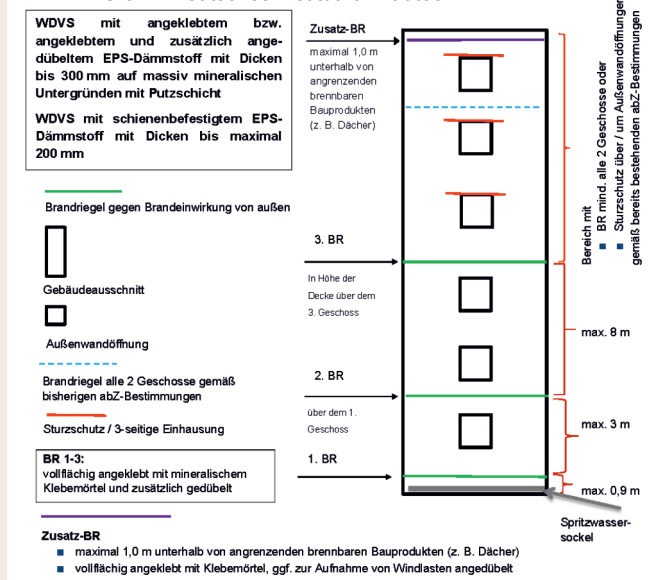 WDVS mit angeklebtem bzw.
angeklebtem und zusätzlich ange-
dübeltem EPS-Dämmstoff mit Dicken
bis 300 mm auf massiv mineralischen
Untergründen mit Putzschicht
WDVS mit schienenbefestigtem EPS-
Dämmstoff mit Dicken bis maximal
200 mm
Brandriegel gegen Brandeinwirkung von außen
Gebäudeausschnitt
Außenwandöffnung
Brandriegel alle 2 Geschosse gemäß
bisherigen abZ-Bestimmungen
Sturzschutz / 3-seitige Einhausung
BR 1-3:
vollflächig angeklebt mit mineralischem
Klebemörtel und zusätzlich gedübelt
Zusatz-BR
maximal 1,0 m
unterhalb von
angrenzenden
brennbaren
Bauprodukten
(z. B. Dächer)
3. BR
In Höhe der
Decke über dem
3. Geschoss
2. BR
über dem 1.
Geschoss
1. BR
Bereich mit
■ BR mind. alle 2 Geschosse oder
■ Sturzschutz über / um Außenwandöffnungen
gemäß bereits bestehenden abZ-Bestimmungen
max. 8 m
max. 3 m
max. 0,9 m
Spritzwasser-
sockel
Zusatz-BR
■ maximal 1,0 m unterhalb von angrenzenden brennbaren Bauprodukten (z. B. Dächer)
■ vollflächig angeklebt mit Klebemörtel, ggf. zur Aufnahme von Windlasten angedübelt